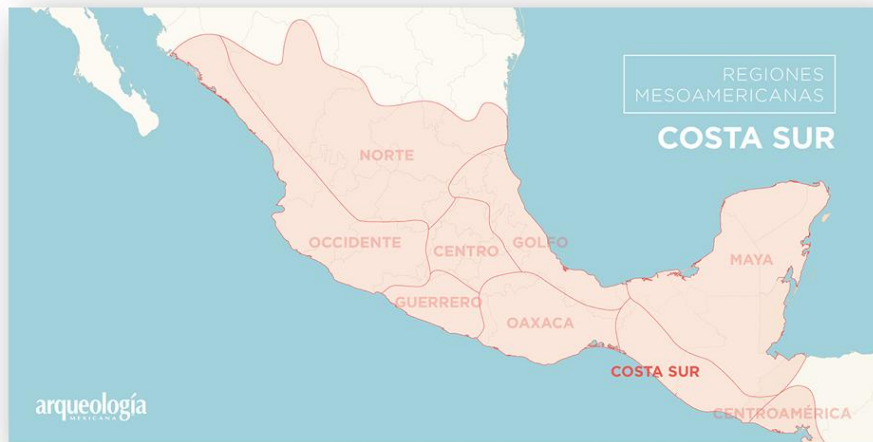 REGIONES
MESOAMERICANAS
COSTA SUR
NORTE
OCCIDENTE
CENTRO
GOLFO
MAYA
GUERRERO
OAXACA
COSTA SUR
CENTROAMÉRICA
arqueología
MEXICANA